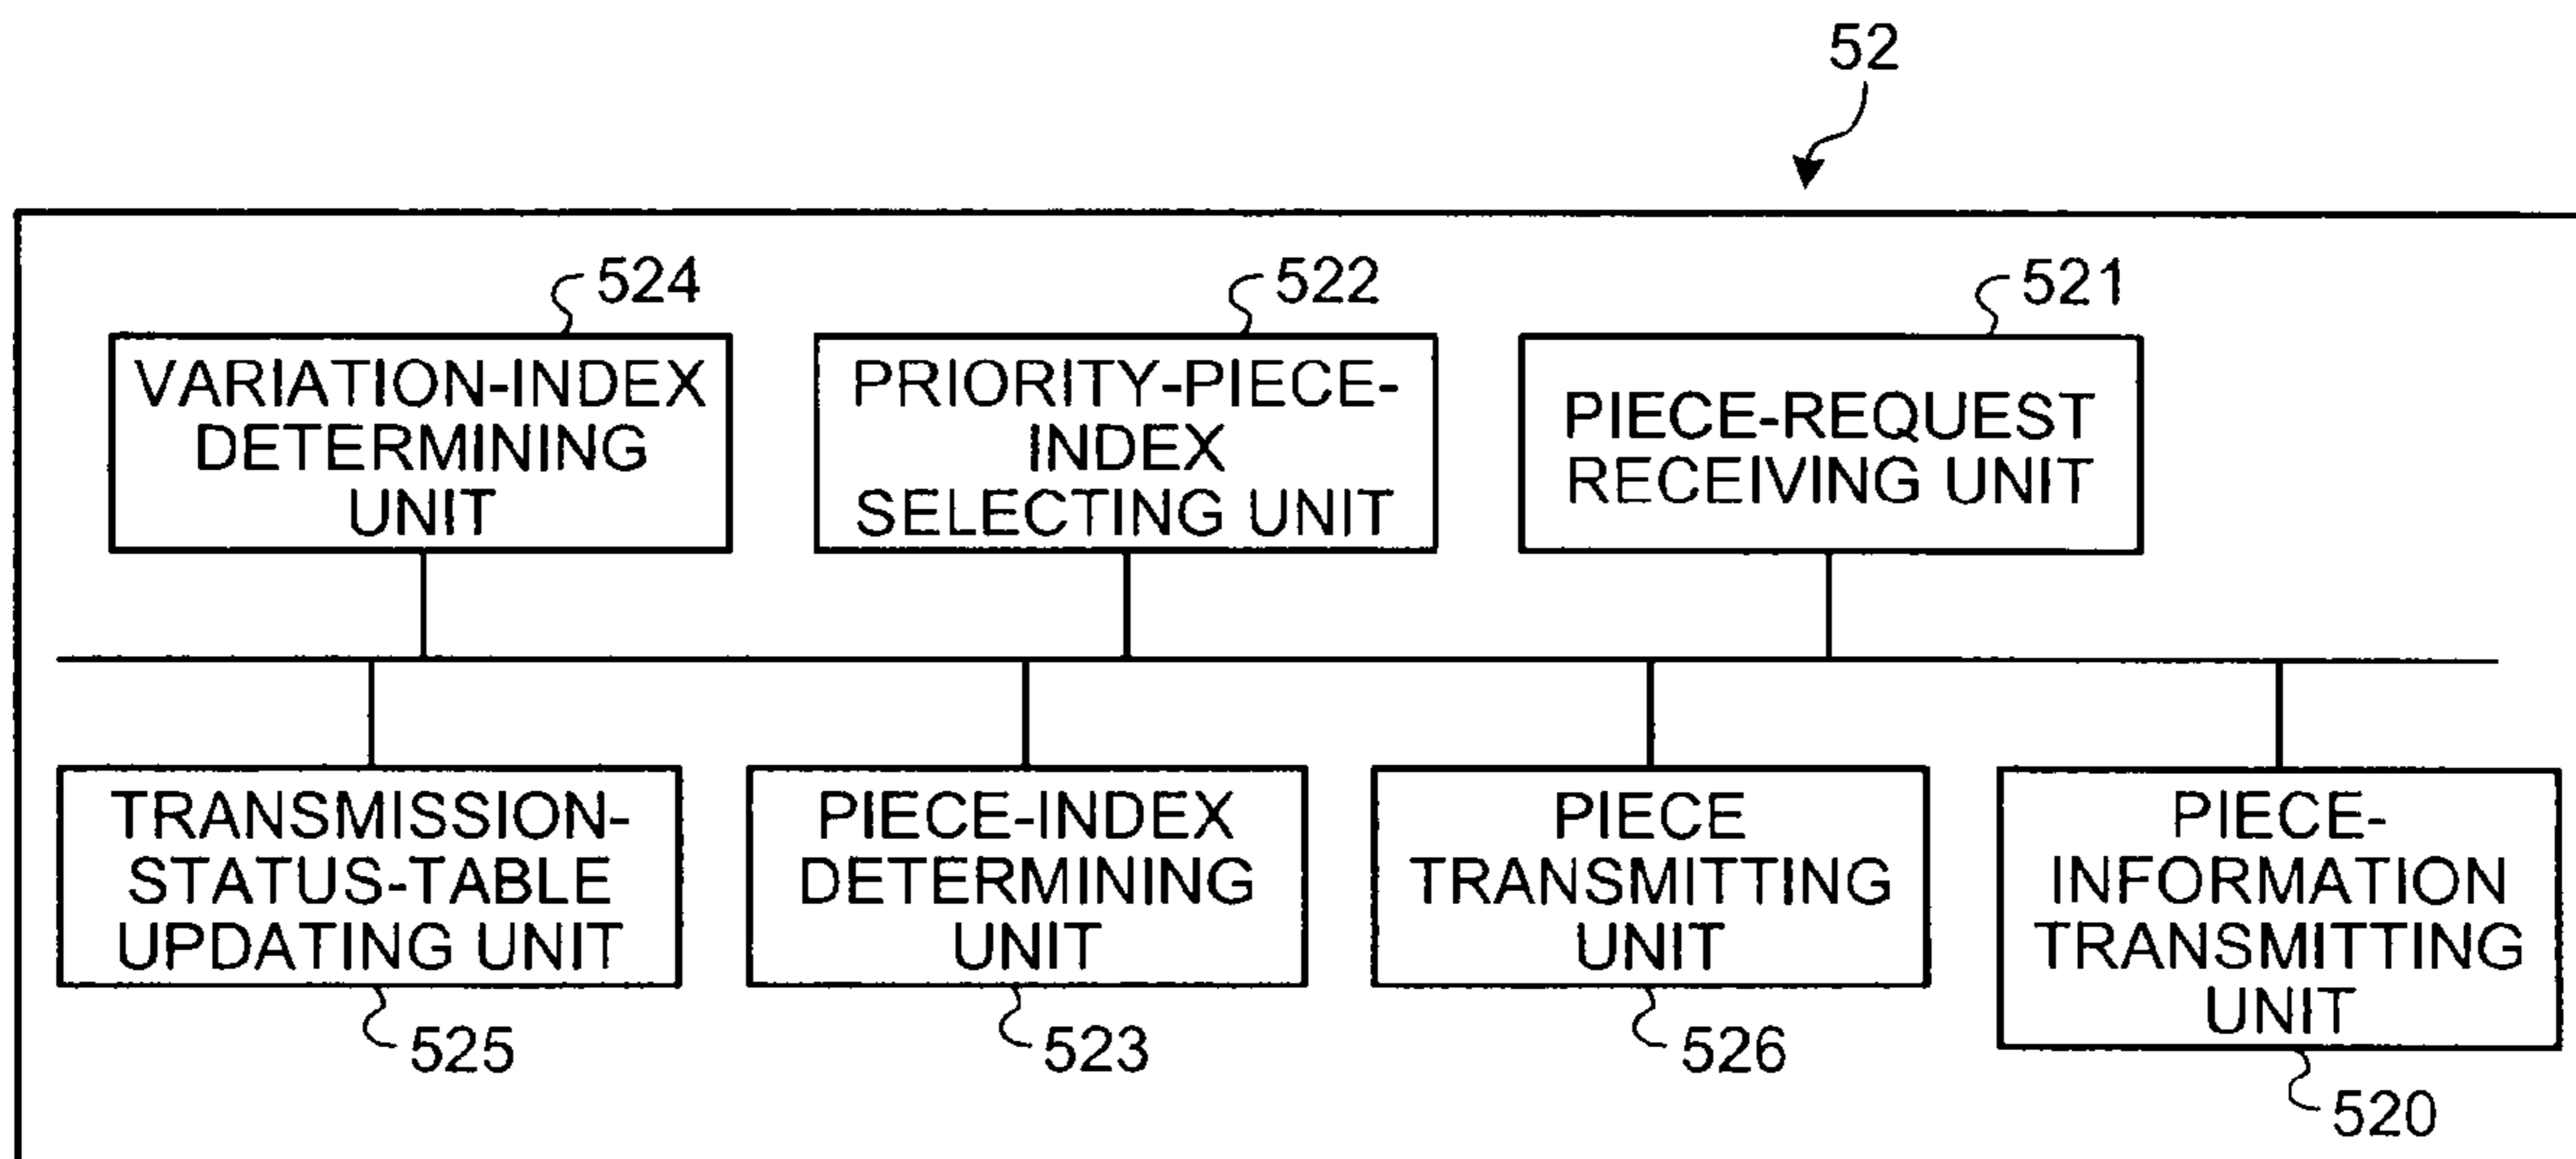 52
524
522
521
VARIATION-INDEX
DETERMINING
UNIT
PRIORITY-PIECE-
INDEX
SELECTING UNIT
PIECE-REQUEST
RECEIVING UNIT
TRANSMISSION-
STATUS-TABLE
UPDATING UNIT
PIECE-INDEX
DETERMINING
UNIT
PIECE
TRANSMITTING
UNIT
PIECE-
INFORMATION
TRANSMITTING
UNIT
525
523
526
520